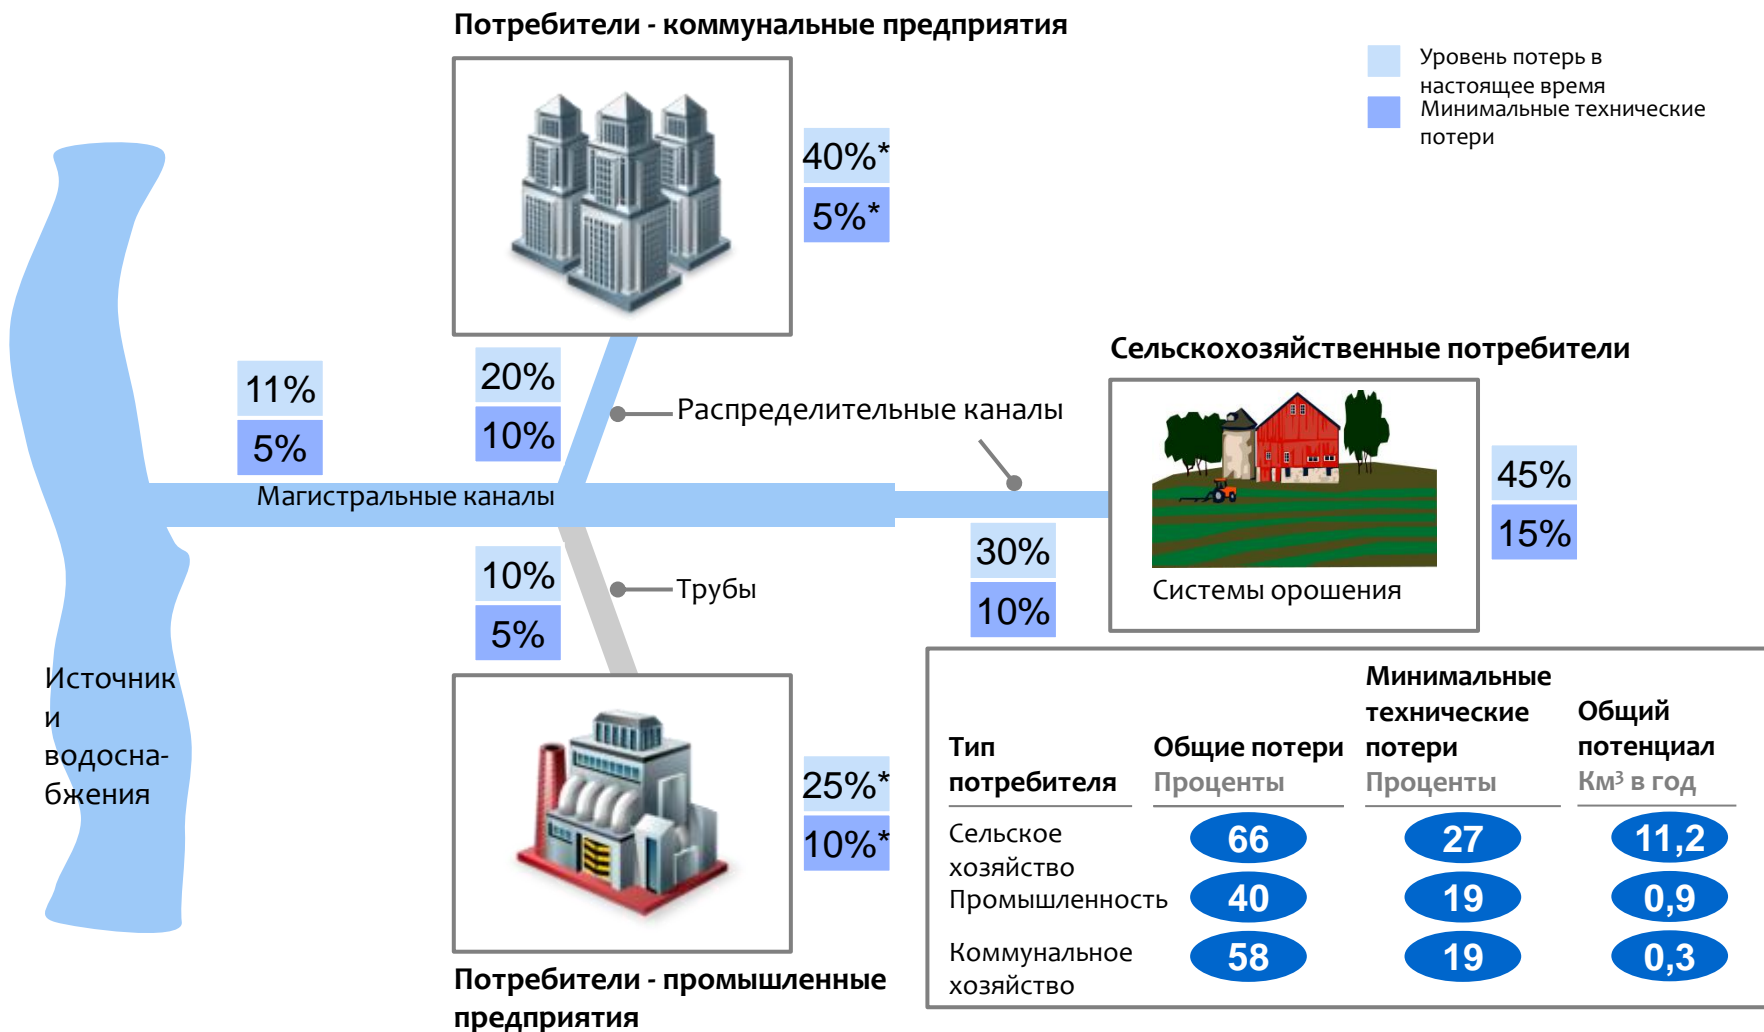 Потребители - коммунальные предприятия
Уровень потерь в
настоящее время
Минимальные технические
потери
40%*
5%*
Сельскохозяйственные потребители
11%
5%
20%
10%
Распределительные каналы
Магистральные каналы
45%
15%
30%
10%
Системы орошения
10%
5%
Трубы
Источник
и
водосна-
бжения
25%*
10%*
Потребители - промышленные
предприятия
Тип
потребителя
Общие потери
Проценты
Минимальные
технические
потери
Проценты
Общий
потенциал
Км³ в год
Сельское
хозяйство
66
27
11,2
Промышленность
40
19
0,9
Коммунальное
хозяйство
58
19
0,3